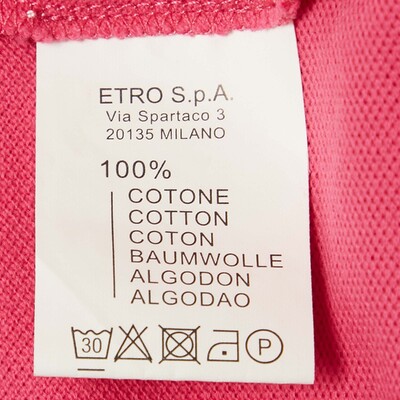 ETRO S.p.A.
Via Spartaco 3
20135 MILANO
100%
COTONE
COTTON
COTON
BAUMWOLLE
ALGODON
ALGODAO
30 P